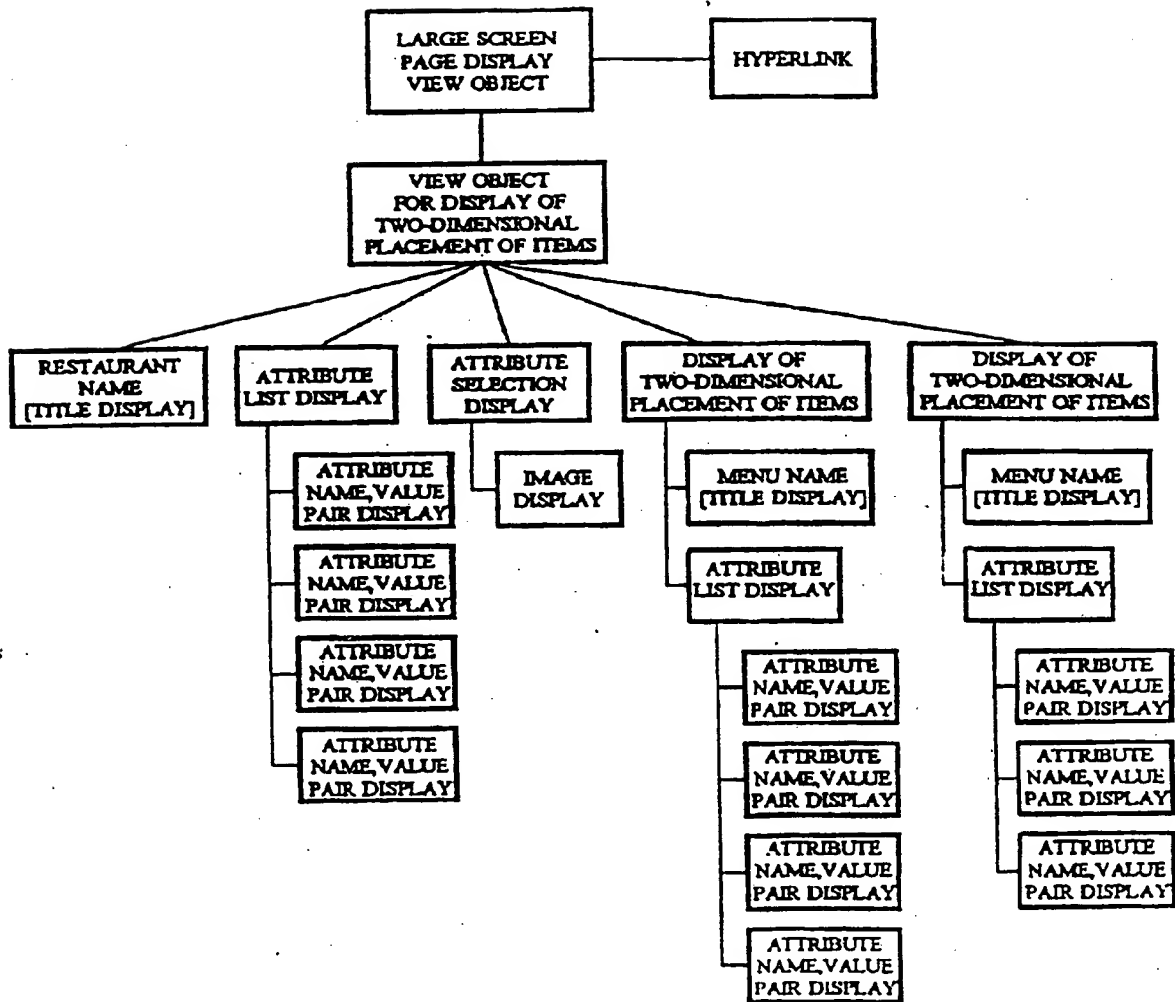 LARGE SCREEN
PAGE DISPLAY
VIEW OBJECT
HYPERLINK
VIEW OBJECT
FOR DISPLAY OF
TWO-DIMENSIONAL
PLACEMENT OF ITEMS
RESTAURANT
NAME
[TITLE DISPLAY]
ATTRIBUTE
LIST DISPLAY
ATTRIBUTE
NAME,VALUE
PAIR DISPLAY
ATTRIBUTE
NAME,VALUE
PAIR DISPLAY
ATTRIBUTE
NAME,VALUE
PAIR DISPLAY
ATTRIBUTE
NAME,VALUE
PAIR DISPLAY
ATTRIBUTE
SELECTION
DISPLAY
IMAGE
DISPLAY
DISPLAY OF
TWO-DIMENSIONAL
PLACEMENT OF ITEMS
MENU NAME
[TITLE DISPLAY]
ATTRIBUTE
LIST DISPLAY
ATTRIBUTE
NAME,VALUE
PAIR DISPLAY
ATTRIBUTE
NAME,VALUE
PAIR DISPLAY
ATTRIBUTE
NAME,VALUE
PAIR DISPLAY
ATTRIBUTE
NAME,VALUE
PAIR DISPLAY
DISPLAY OF
TWO-DIMENSIONAL
PLACEMENT OF ITEMS
MENU NAME
[TITLE DISPLAY]
ATTRIBUTE
LIST DISPLAY
ATTRIBUTE
NAME,VALUE
PAIR DISPLAY
ATTRIBUTE
NAME,VALUE
PAIR DISPLAY
ATTRIBUTE
NAME,VALUE
PAIR DISPLAY